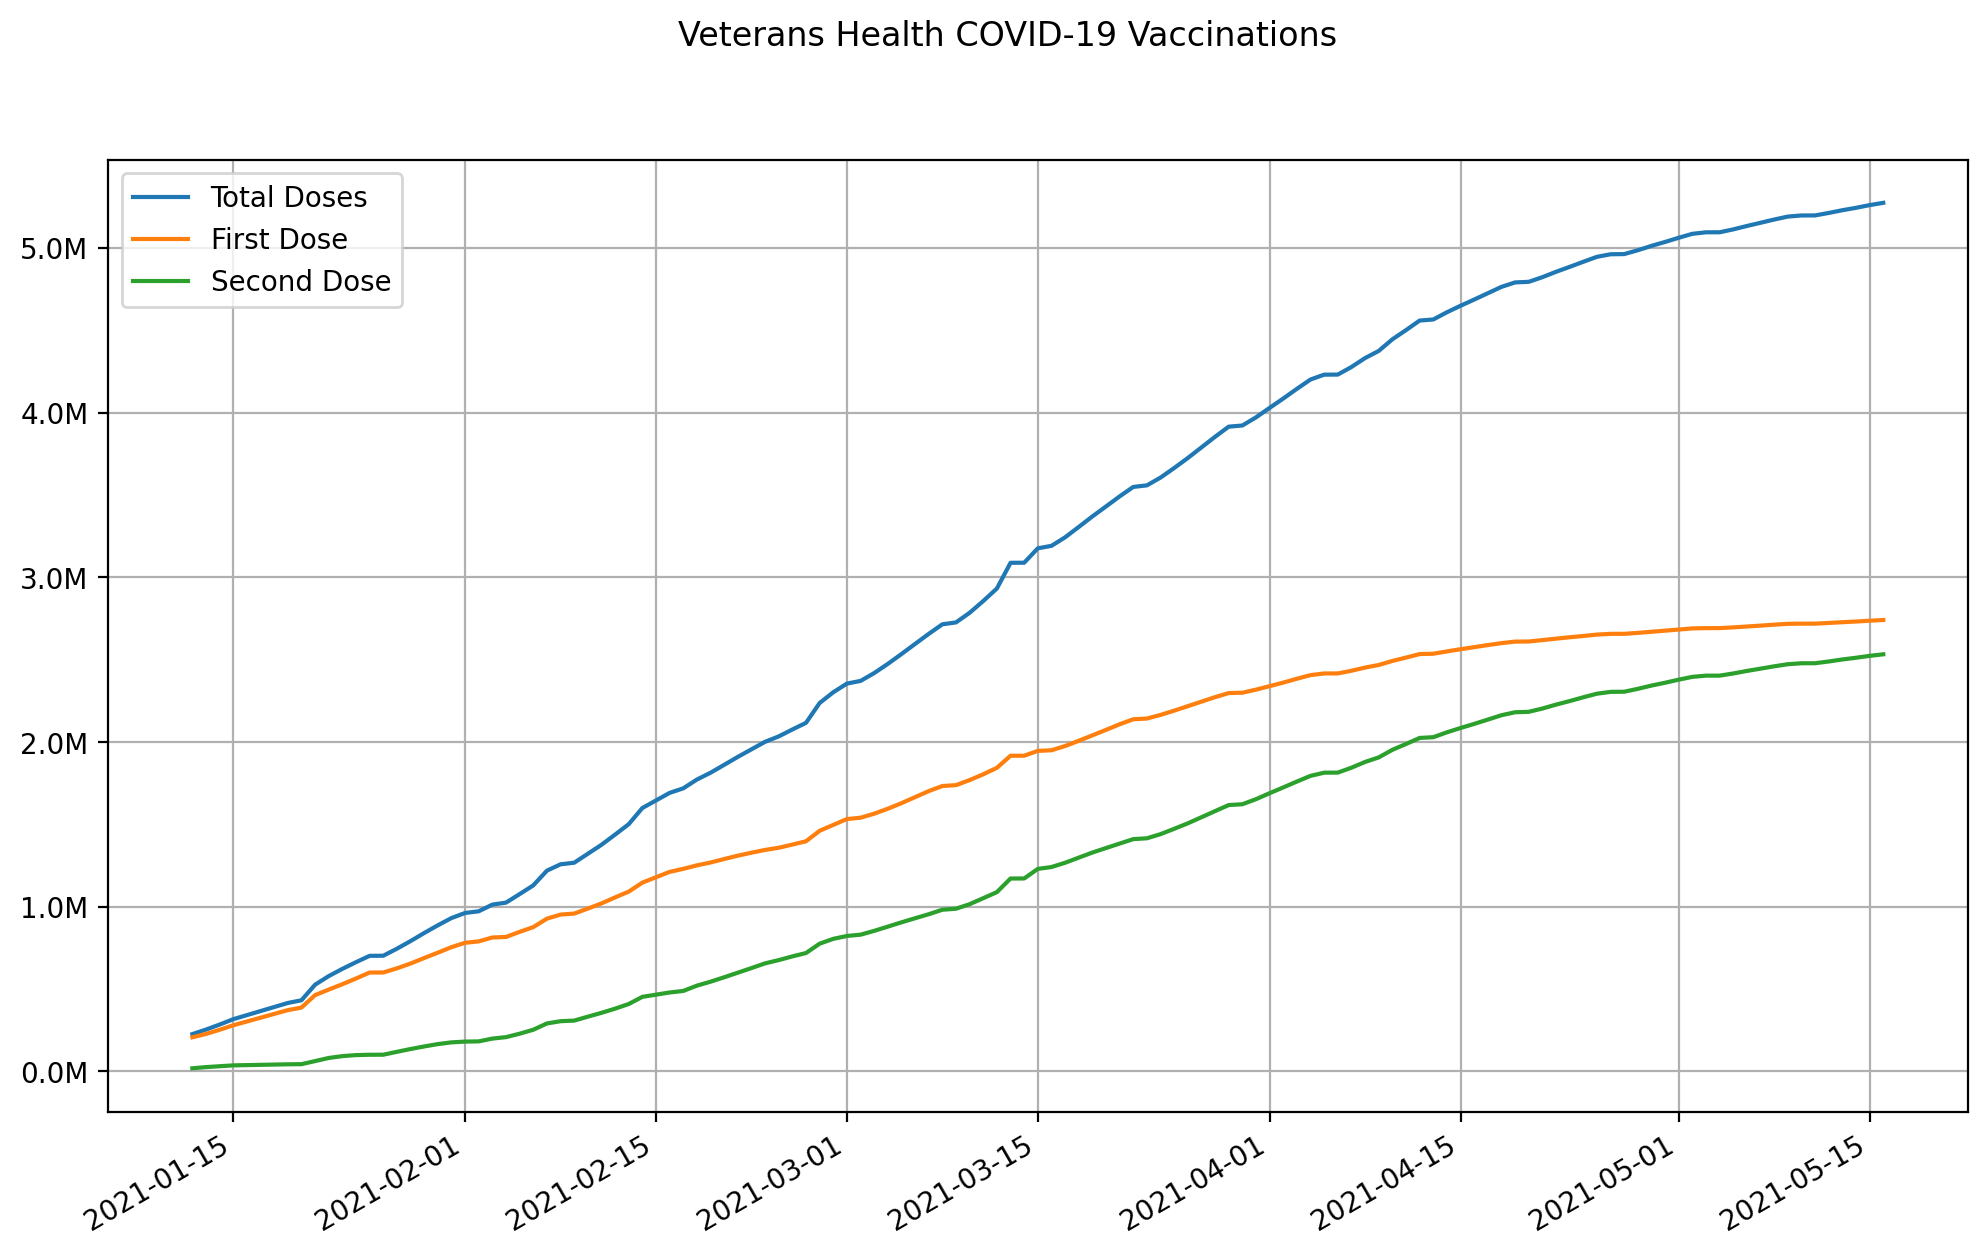 Veterans Health COVID-19 Vaccinations
Total Doses
First Dose
Second Dose
5.0M
4.0M
3.0M
2.0M
1.0M
0.0M
2021-01-15
2021-02-01
2021-02-15
2021-03-01
2021-03-15
2021-04-01
2021-04-15
2021-05-01
2021-05-15